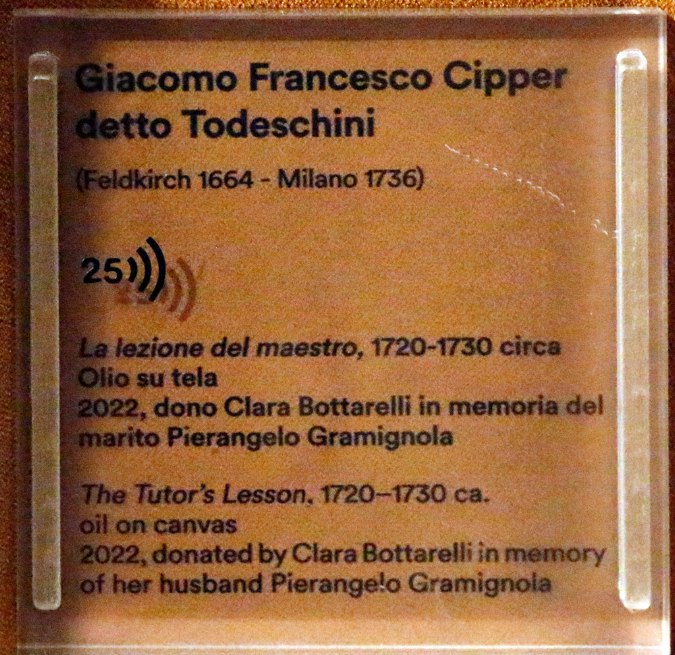 Giacomo Francesco Cipper
detto Todeschini
(Feldkirch 1664 - Milano 1736)
25
La lezione del maestro, 1720-1730 circa
Olio su tela
2022, dono Clara Bottarelli in memoria del
marito Pierangelo Gramignola
The Tutor's Lesson, 1720–1730 ca.
oil on canvas
2022, donated by Clara Bottarelli in memory
of her husband Pierangelo Gramignola